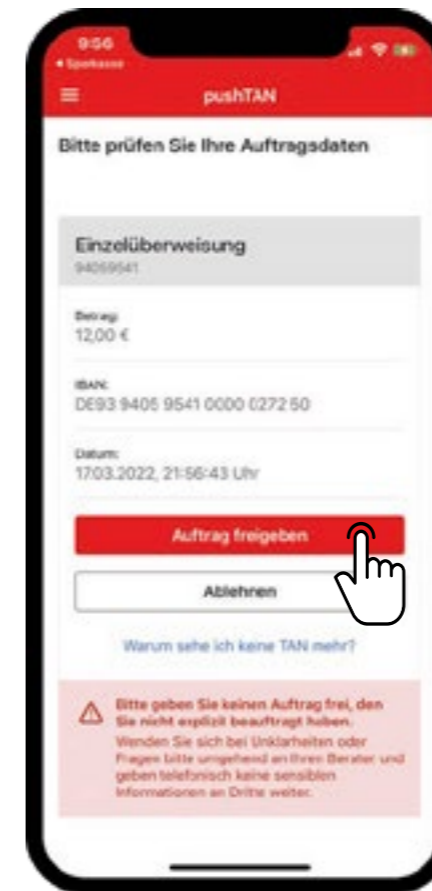 9:56
◂ Sparkasse
pushTAN
Bitte prüfen Sie Ihre Auftragsdaten
Einzelüberweisung
94059541
Betrag:
12,00 €
IBAN:
DE93 9405 9541 0000 0272 50
Datum:
17.03.2022, 21:56:43 Uhr
Auftrag freigeben
Ablehnen
Warum sehe ich keine TAN mehr?
Bitte geben Sie keinen Auftrag frei, den
Sie nicht explizit beauftragt haben.
Wenden Sie sich bei Unklarheiten oder
Fragen bitte umgehend an Ihren Berater und
geben telefonisch keine sensiblen
Informationen an Dritte weiter.